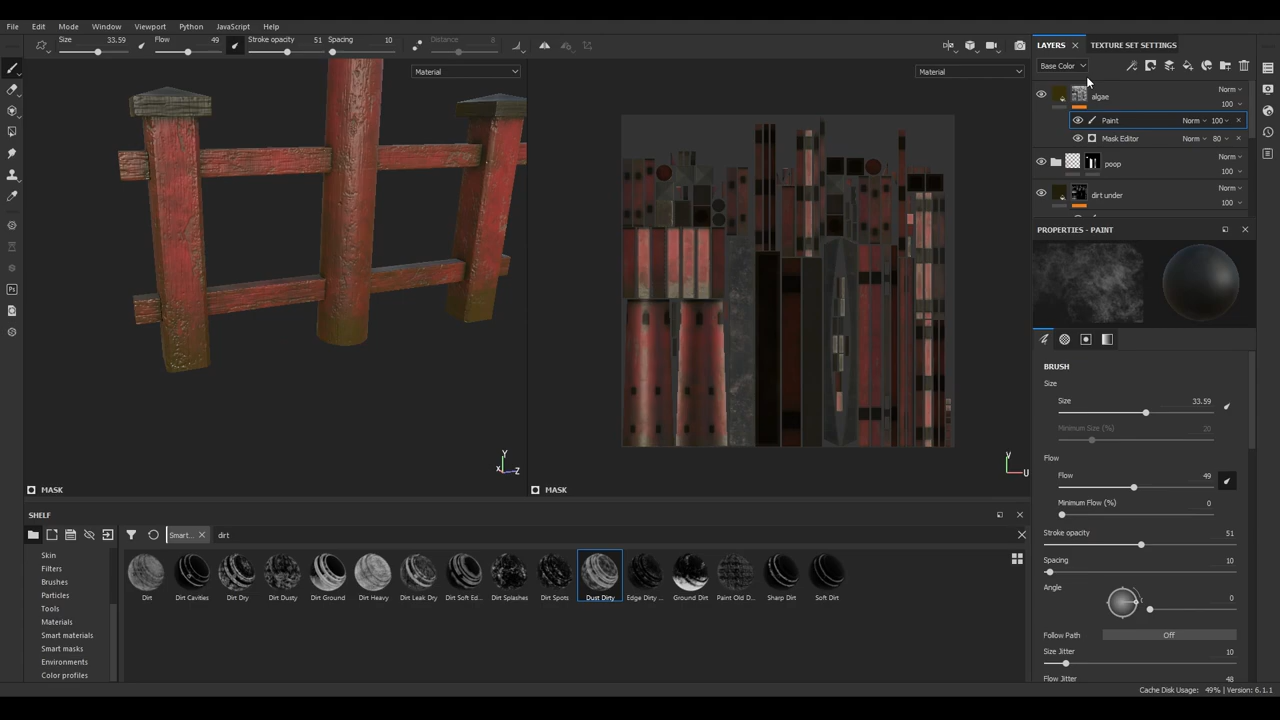 File Edit Mode Window Viewport Python JavaScript Help
Size 33.59 Flow 49 Stroke opacity 51 Spacing 10 Distance 8
LAYERS × TEXTURE SET SETTINGS
Base Color
Material
Material
algae Norm 100
Paint Norm 100 ×
Mask Editor Norm 80 ×
poop Norm 100
dirt under Norm 100
PROPERTIES - PAINT
BRUSH
Size
Size 33.59
Minimum Size (%) 20
Flow
Flow 49
Minimum Flow (%) 0
Stroke opacity 51
Spacing 10
Angle 0
Follow Path Off
Size Jitter 10
Flow Jitter 48
Y
X Z
V
U
MASK
MASK
SHELF
Smart... × dirt
Skin
Filters
Brushes
Particles
Tools
Materials
Smart materials
Smart masks
Environments
Color profiles
Dirt Dirt Cavities Dirt Dry Dirt Dusty Dirt Ground Dirt Heavy Dirt Leak Dry Dirt Soft Ed... Dirt Splashes Dirt Spots Dust Dirty Edge Dirty ... Ground Dirt Paint Old D... Sharp Dirt Soft Dirt
Cache Disk Usage: 49% | Version: 6.1.1